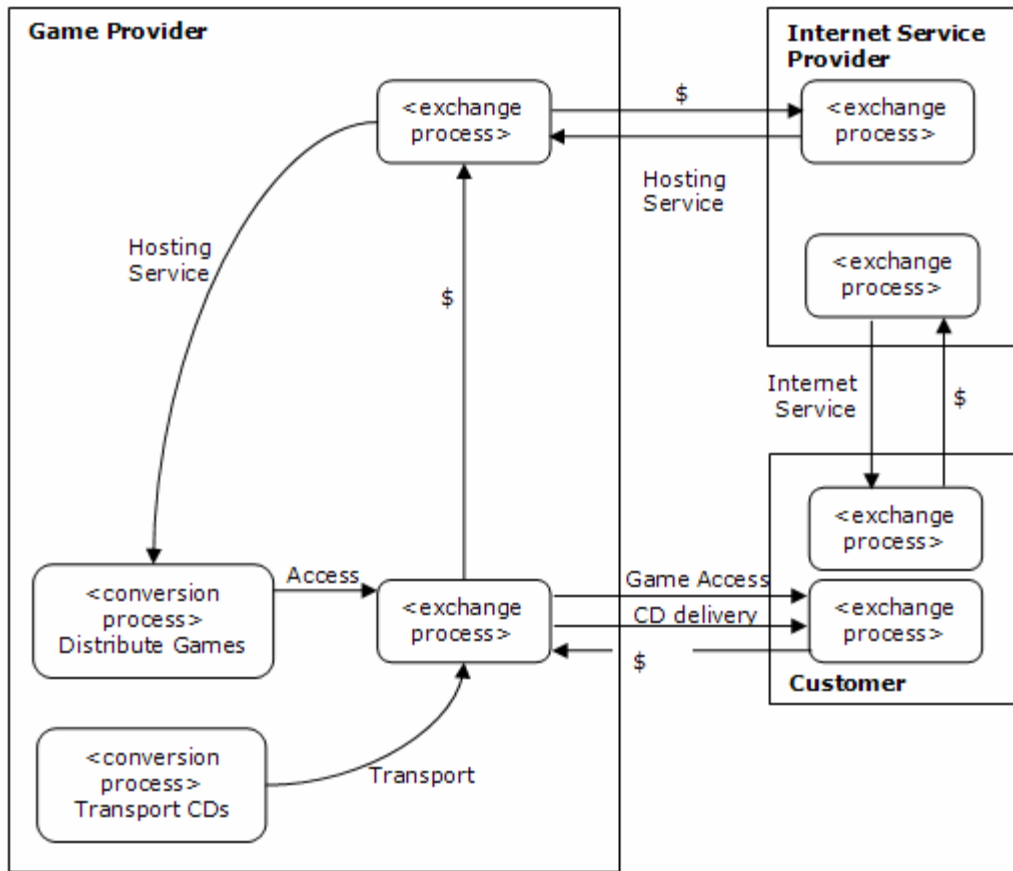 Game Provider
Internet Service
Provider
<exchange
process>
$
<exchange
process>
Hosting
Service
Hosting
Service
$
<exchange
process>
Internet
Service
$
<exchange
process>
<conversion
process>
Distribute Games
Access
<exchange
process>
Game Access
CD delivery
$
<exchange
process>
Customer
<conversion
process>
Transport CDs
Transport